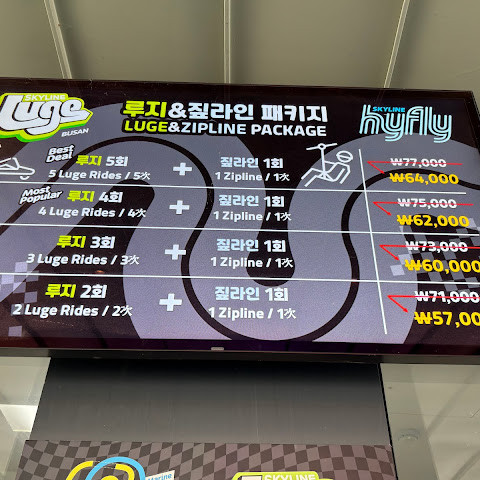 SKYLINE
Luge
BUSAN
루지&짚라인 패키지
LUGE&ZIPLINE PACKAGE
SKYLINE
hyfly
Best Deal
루지 5회 + 짚라인 1회 ₩77,000
5 Luge Rides / 5次 1 Zipline / 1次 ₩64,000
Most Popular
루지 4회 + 짚라인 1회 ₩75,000
4 Luge Rides / 4次 1 Zipline / 1次 ₩62,000
루지 3회 + 짚라인 1회 ₩73,000
3 Luge Rides / 3次 1 Zipline / 1次 ₩60,000
루지 2회 + 짚라인 1회 ₩71,000
2 Luge Rides / 2次 1 Zipline / 1次 ₩57,00
Marine
SKYLINE